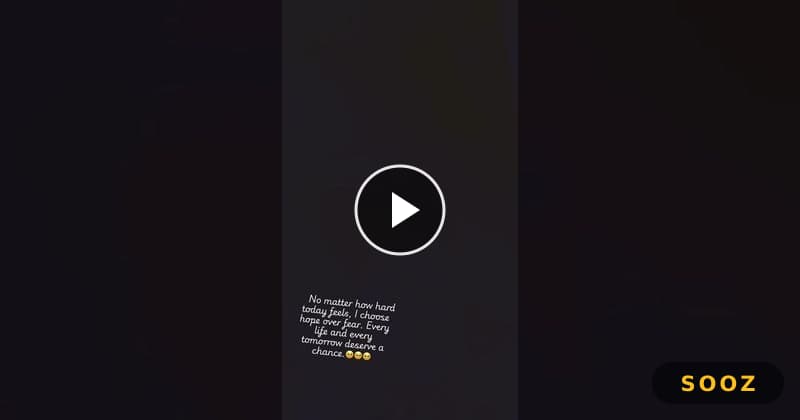 No matter how hard
today feels, I choose
hope over fear. Every
life and every
tomorrow deserve a
chance.🥺🥺🥺
SOOZ